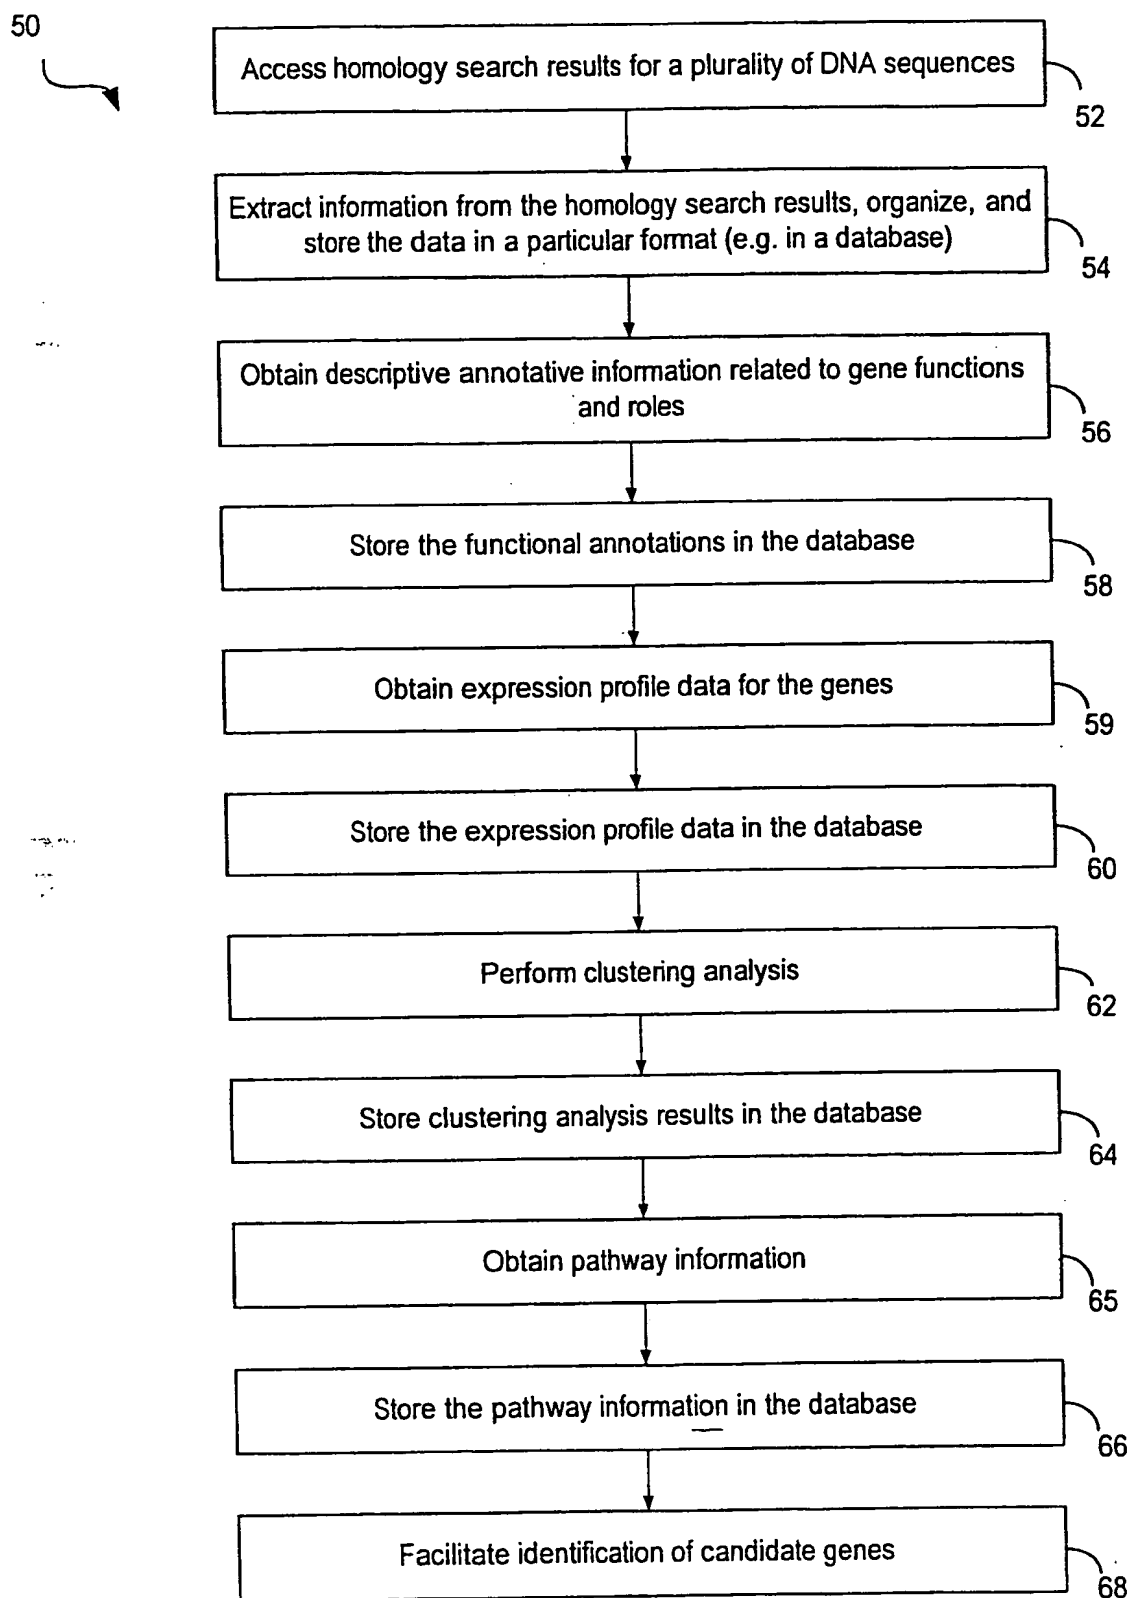 50
Access homology search results for a plurality of DNA sequences
52
Extract information from the homology search results, organize, and
store the data in a particular format (e.g. in a database)
54
Obtain descriptive annotative information related to gene functions
and roles
56
Store the functional annotations in the database
58
Obtain expression profile data for the genes
59
Store the expression profile data in the database
60
Perform clustering analysis
62
Store clustering analysis results in the database
64
Obtain pathway information
65
Store the pathway information in the database
66
Facilitate identification of candidate genes
68